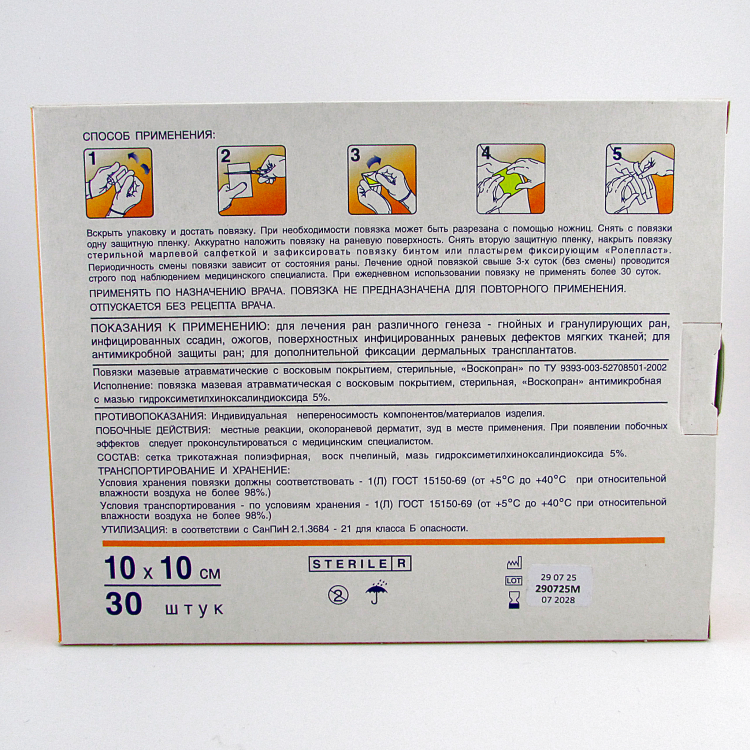 СПОСОБ ПРИМЕНЕНИЯ:
1 2 3 4 5
Вскрыть упаковку и достать повязку. При необходимости повязка может быть разрезана с помощью ножниц. Снять с повязки
одну защитную пленку. Аккуратно наложить повязку на раневую поверхность. Снять вторую защитную пленку, накрыть повязку
стерильной марлевой салфеткой и зафиксировать повязку бинтом или пластырем фиксирующим «Ролепласт».
Периодичность смены повязки зависит от состояния раны. Лечение одной повязкой свыше 3-х суток (без смены) проводится
строго под наблюдением медицинского специалиста. При ежедневном использовании повязку не применять более 30 суток.
ПРИМЕНЯТЬ ПО НАЗНАЧЕНИЮ ВРАЧА. ПОВЯЗКА НЕ ПРЕДНАЗНАЧЕНА ДЛЯ ПОВТОРНОГО ПРИМЕНЕНИЯ.
ОТПУСКАЕТСЯ БЕЗ РЕЦЕПТА ВРАЧА.
ПОКАЗАНИЯ К ПРИМЕНЕНИЮ: для лечения ран различного генеза - гнойных и гранулирующих ран,
инфицированных ссадин, ожогов, поверхностных инфицированных раневых дефектов мягких тканей; для
антимикробной защиты ран; для дополнительной фиксации дермальных трансплантатов.
Повязки мазевые атравматические с восковым покрытием, стерильные, «Воскопран» по ТУ 9393-003-52708501-2002
Исполнение: повязка мазевая атравматическая с восковым покрытием, стерильная, «Воскопран» антимикробная
с мазью гидроксиметилхиноксалиндиоксида 5%.
ПРОТИВОПОКАЗАНИЯ: Индивидуальная непереносимость компонентов/материалов изделия.
ПОБОЧНЫЕ ДЕЙСТВИЯ: местные реакции, околораневой дерматит, зуд в месте применения. При появлении побочных
эффектов следует проконсультироваться с медицинским специалистом.
СОСТАВ: сетка трикотажная полиэфирная, воск пчелиный, мазь гидроксиметилхиноксалиндиоксида 5%.
ТРАНСПОРТИРОВАНИЕ И ХРАНЕНИЕ:
Условия хранения повязки должны соответствовать - 1(Л) ГОСТ 15150-69 (от +5°С до +40°С при относительной
влажности воздуха не более 98%.)
Условия транспортирования - по условиям хранения - 1(Л) ГОСТ 15150-69 (от +5°С до +40°С при относительной
влажности воздуха не более 98%.)
УТИЛИЗАЦИЯ: в соответствии с СанПиН 2.1.3684 - 21 для класса Б опасности.
10 х 10 см
30 штук
STERILE R
2
LOT
29 07 25
290725M
07 2028